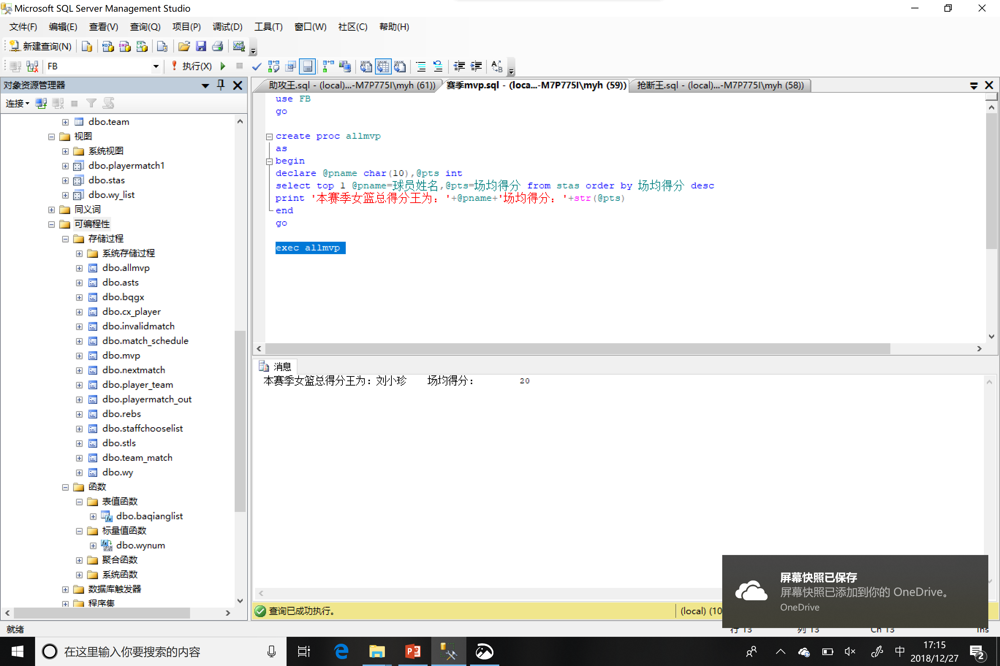 Microsoft SQL Server Management Studio
文件(F) 编辑(E) 查看(V) 查询(Q) 项目(P) 调试(D) 工具(T) 窗口(W) 社区(C) 帮助(H)
新建查询(N)
FB 执行(X)
对象资源管理器
连接
dbo.team
视图
系统视图
dbo.playermatch1
dbo.stas
dbo.wy_list
同义词
可编程性
存储过程
系统存储过程
dbo.allmvp
dbo.asts
dbo.bqgx
dbo.cx_player
dbo.invalidmatch
dbo.match_schedule
dbo.mvp
dbo.nextmatch
dbo.player_team
dbo.playermatch_out
dbo.rebs
dbo.staffchooselist
dbo.stls
dbo.team_match
dbo.wy
函数
表值函数
dbo.baqianglist
标量值函数
dbo.wynum
聚合函数
系统函数
数据库触发器
程序集
助攻王.sql - (local)...-M7P775I\myh (61)) 赛季mvp.sql - (loca...-M7P775I\myh (59)) 抢断王.sql - (local)...-M7P775I\myh (58))
use FB
go
create proc allmvp
as
begin
declare @pname char(10),@pts int
select top 1 @pname=球员姓名,@pts=场均得分 from stas order by 场均得分 desc
print '本赛季女篮总得分王为：'+@pname+'场均得分：'+str(@pts)
end
go
exec allmvp
消息
本赛季女篮总得分王为：刘小珍 场均得分： 20
查询已成功执行。 (local) (10
屏幕快照已保存
屏幕快照已添加到你的 OneDrive。
OneDrive
就绪 行 13 列 13 Ch 13 Ins
在这里输入你要搜索的内容
中 17:15
2018/12/27
2